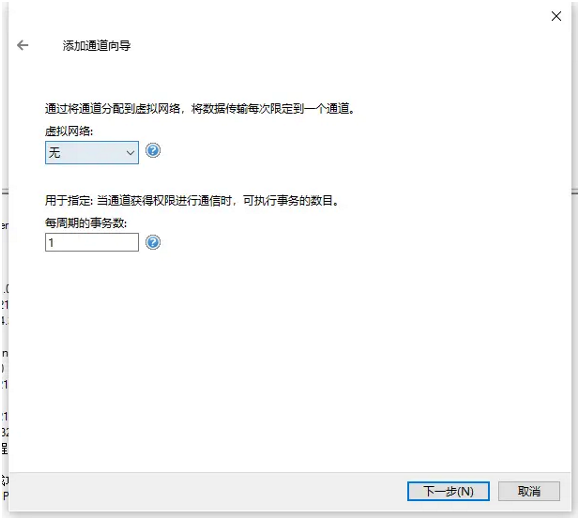 添加通道向导
通过将通道分配到虚拟网络，将数据传输每次限定到一个通道。
虚拟网络:
无
用于指定: 当通道获得权限进行通信时，可执行事务的数目。
每周期的事务数:
1
下一步(N)
取消